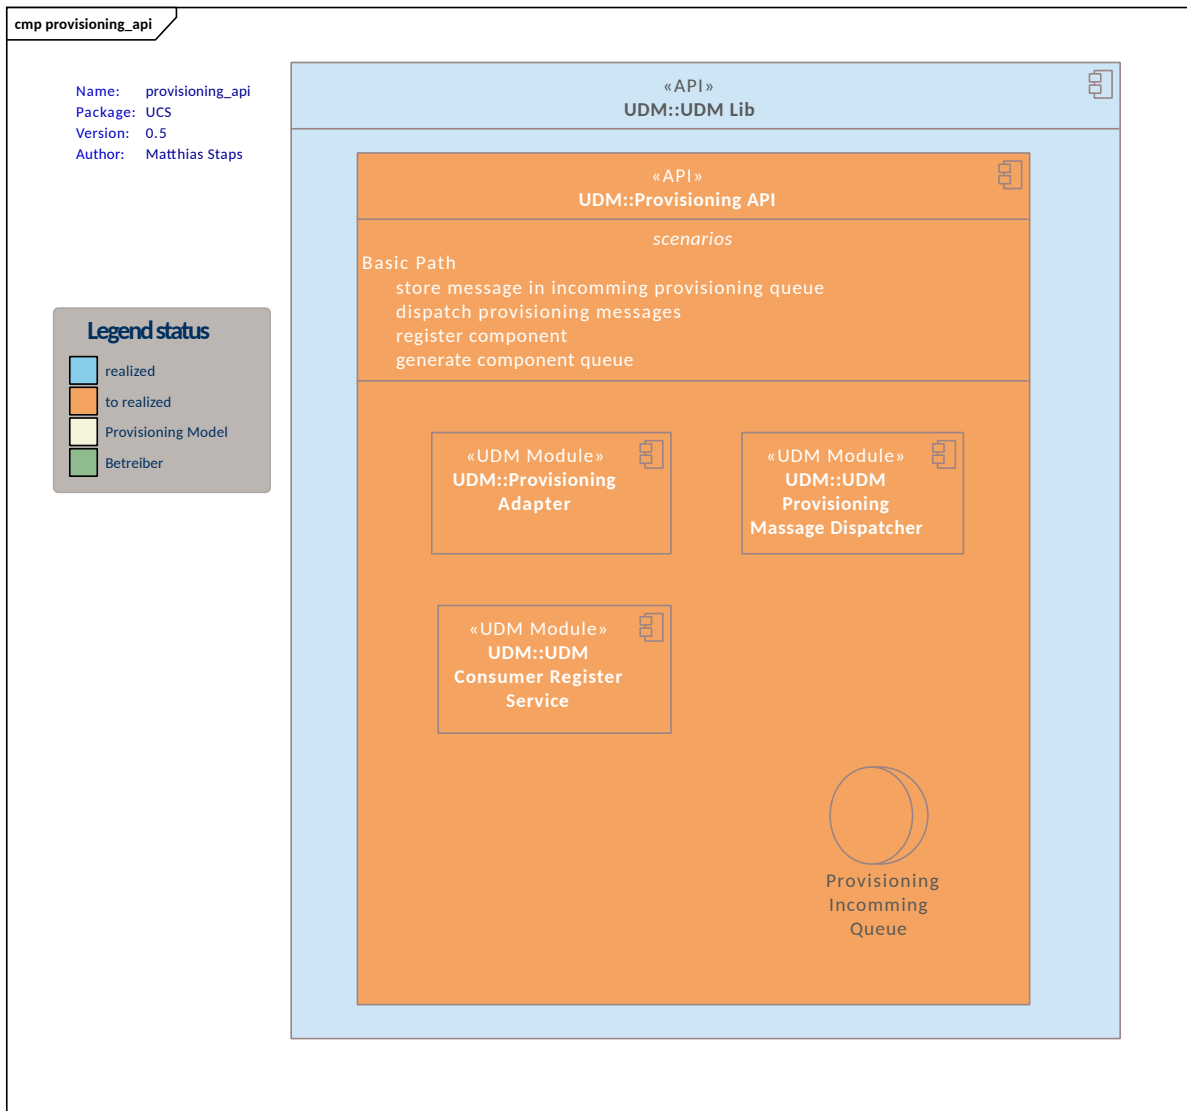 cmp provisioning_api
Name: provisioning_api
Package: UCS
Version: 0.5
Author: Matthias Staps
«API»
UDM::UDM Lib
«API»
UDM::Provisioning API
scenarios
Basic Path
store message in incomming provisioning queue
dispatch provisioning messages
register component
generate component queue
Legend status
realized
to realized
Provisioning Model
Betreiber
«UDM Module»
UDM::Provisioning
Adapter
«UDM Module»
UDM::UDM
Provisioning
Massage Dispatcher
«UDM Module»
UDM::UDM
Consumer Register
Service
Provisioning
Incomming
Queue